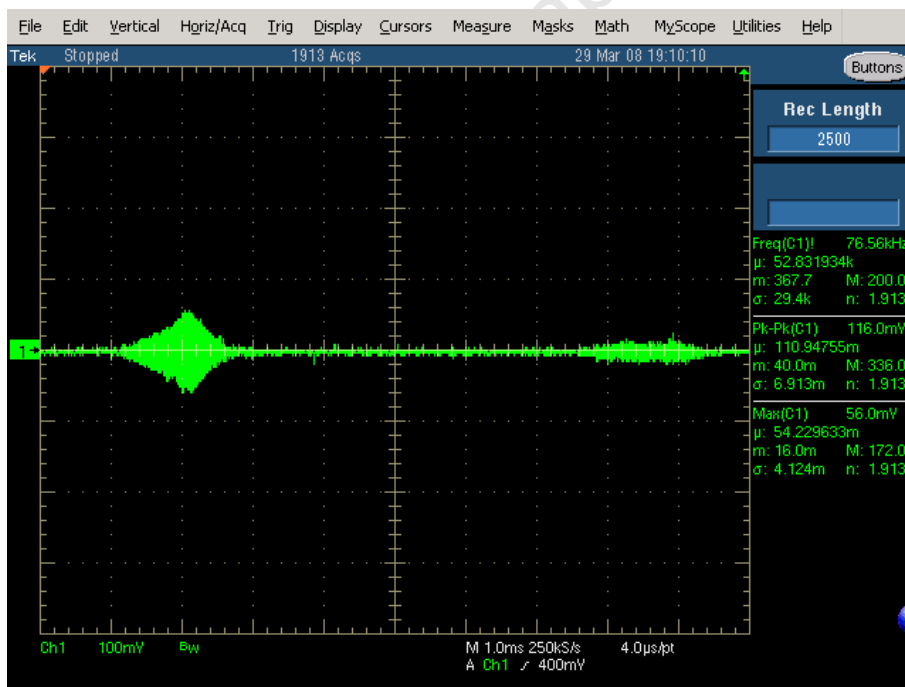 File Edit Vertical Horiz/Acq Trig Display Cursors Measure Masks Math MyScope Utilities Help
Tek Stopped 1913 Acqs 29 Mar 08 19:10:10
Buttons
Rec Length
2500
Freq(C1)! 76.56kHz
µ: 52.831934k
m: 367.7 M: 200.0
σ: 29.4k n: 1.913
Pk-Pk(C1) 116.0mV
µ: 110.94755m
m: 40.0m M: 336.0
σ: 6.913m n: 1.913
Max(C1) 56.0mV
µ: 54.229633m
m: 16.0m M: 172.0
σ: 4.124m n: 1.913
1
Ch1 100mV Bw M 1.0ms 250kS/s 4.0µs/pt
A Ch1 400mV